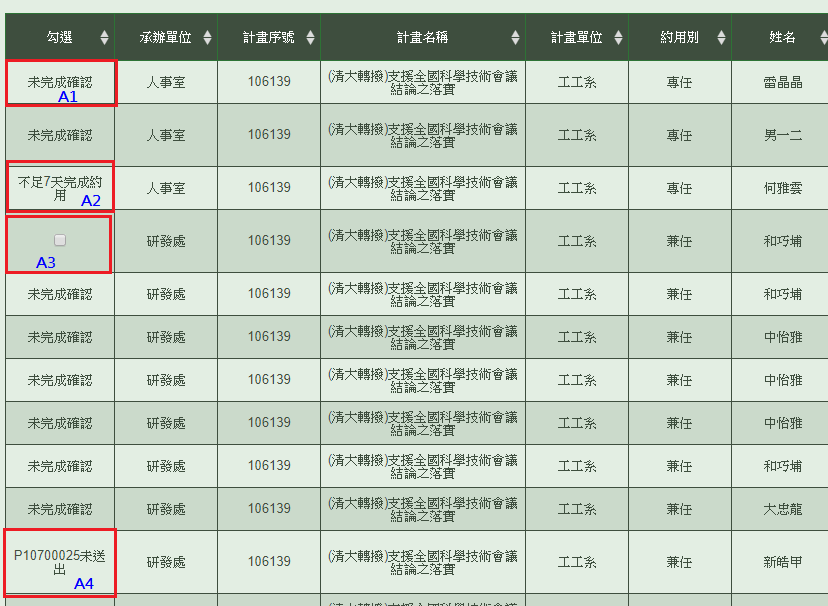 勾選 承辦單位 計畫序號 計畫名稱 計畫單位 約用別 姓名
未完成確認 人事室 106139 (清大轉撥)支援全國科學技術會議 工工系 專任 雷晶晶
A1 結論之落實
未完成確認 人事室 106139 (清大轉撥)支援全國科學技術會議 工工系 專任 男一二
結論之落實
不足7天完成約 人事室 106139 (清大轉撥)支援全國科學技術會議 工工系 專任 何雅雲
用 A2 結論之落實
研發處 106139 (清大轉撥)支援全國科學技術會議 工工系 兼任 和巧埔
A3 結論之落實
未完成確認 研發處 106139 (清大轉撥)支援全國科學技術會議 工工系 兼任 和巧埔
結論之落實
未完成確認 研發處 106139 (清大轉撥)支援全國科學技術會議 工工系 兼任 中怡雅
結論之落實
未完成確認 研發處 106139 (清大轉撥)支援全國科學技術會議 工工系 兼任 中怡雅
結論之落實
未完成確認 研發處 106139 (清大轉撥)支援全國科學技術會議 工工系 兼任 中怡雅
結論之落實
未完成確認 研發處 106139 (清大轉撥)支援全國科學技術會議 工工系 兼任 和巧埔
結論之落實
未完成確認 研發處 106139 (清大轉撥)支援全國科學技術會議 工工系 兼任 大忠龍
結論之落實
P10700025未送 研發處 106139 (清大轉撥)支援全國科學技術會議 工工系 兼任 新皓甲
出 A4 結論之落實